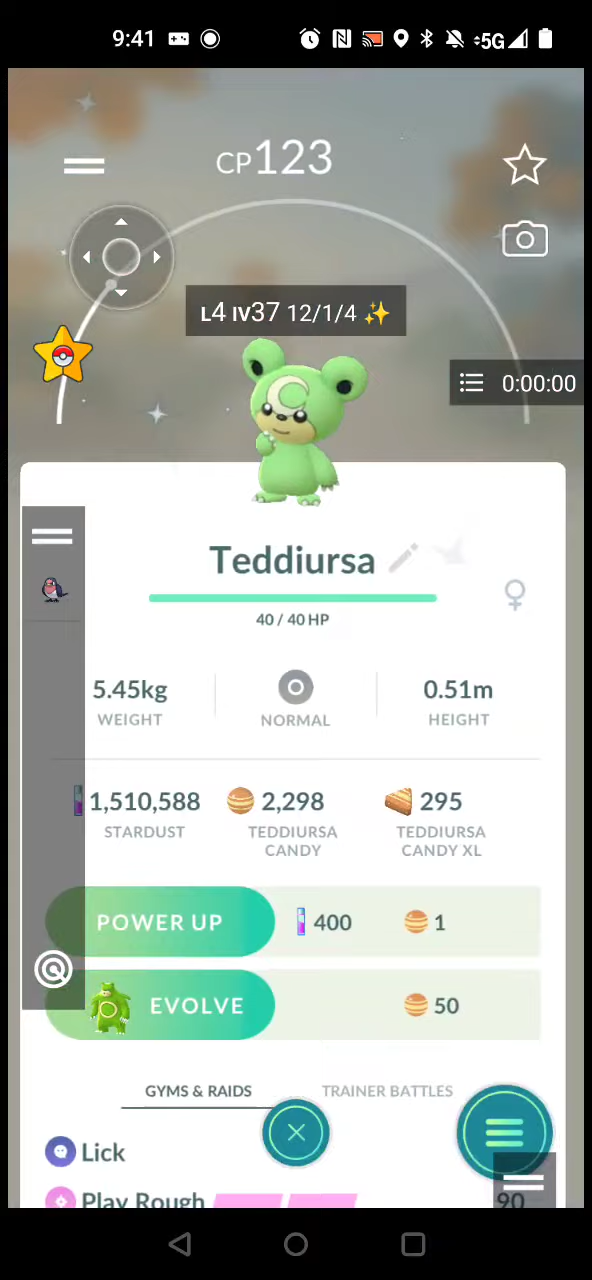 9:41
5G
CP123
L4 IV37 12/1/4 ✨
0:00:00
Teddiursa
40 / 40 HP
5.45kg
WEIGHT
NORMAL
0.51m
HEIGHT
1,510,588
STARDUST
2,298
TEDDIURSA
CANDY
295
TEDDIURSA
CANDY XL
POWER UP 400 1
EVOLVE 50
GYMS & RAIDS TRAINER BATTLES
Lick
Play Rough 90